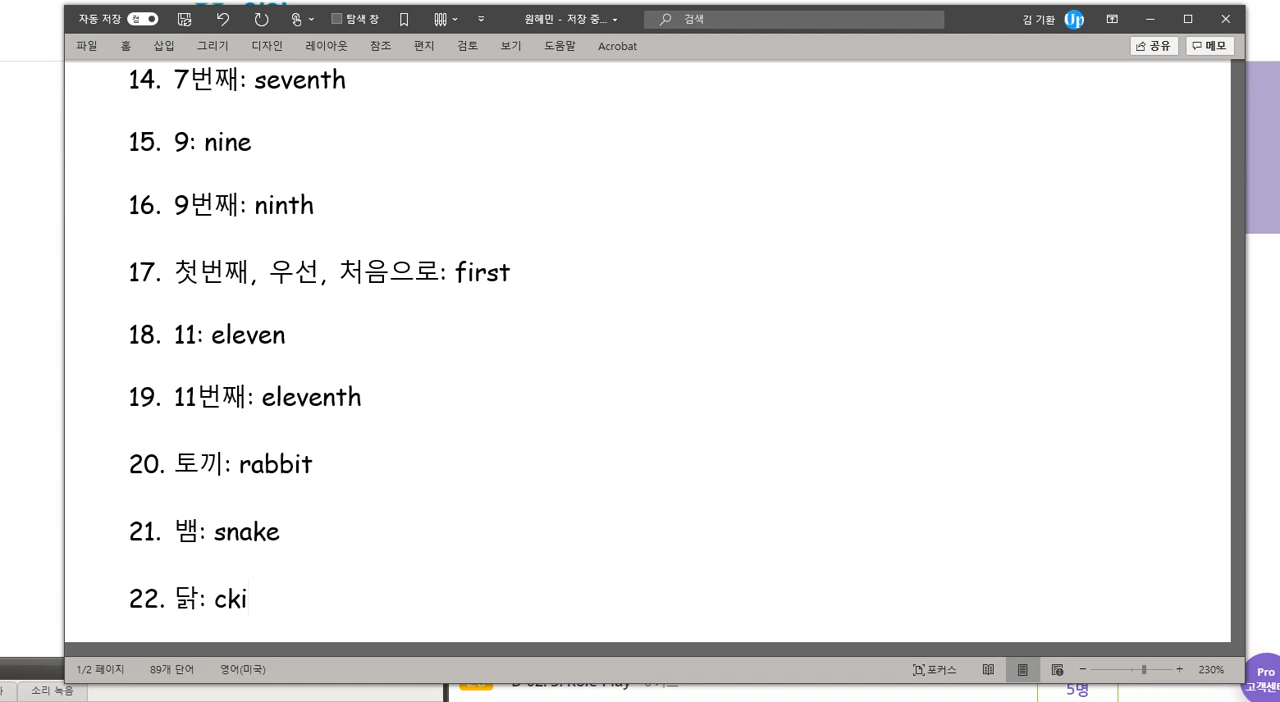 자동 저장 컴 탐색 창 원혜민 - 저장 중... 검색 김 기환 Up
파일 홈 삽입 그리기 디자인 레이아웃 참조 편지 검토 보기 도움말 Acrobat 공유 메모
14. 7번째: seventh
15. 9: nine
16. 9번째: ninth
17. 첫번째, 우선, 처음으로: first
18. 11: eleven
19. 11번째: eleventh
20. 토끼: rabbit
21. 뱀: snake
22. 닭: cki
1/2 페이지 89개 단어 영어(미국) 포커스 230%
Pro
고객센터
소리 녹음
5명